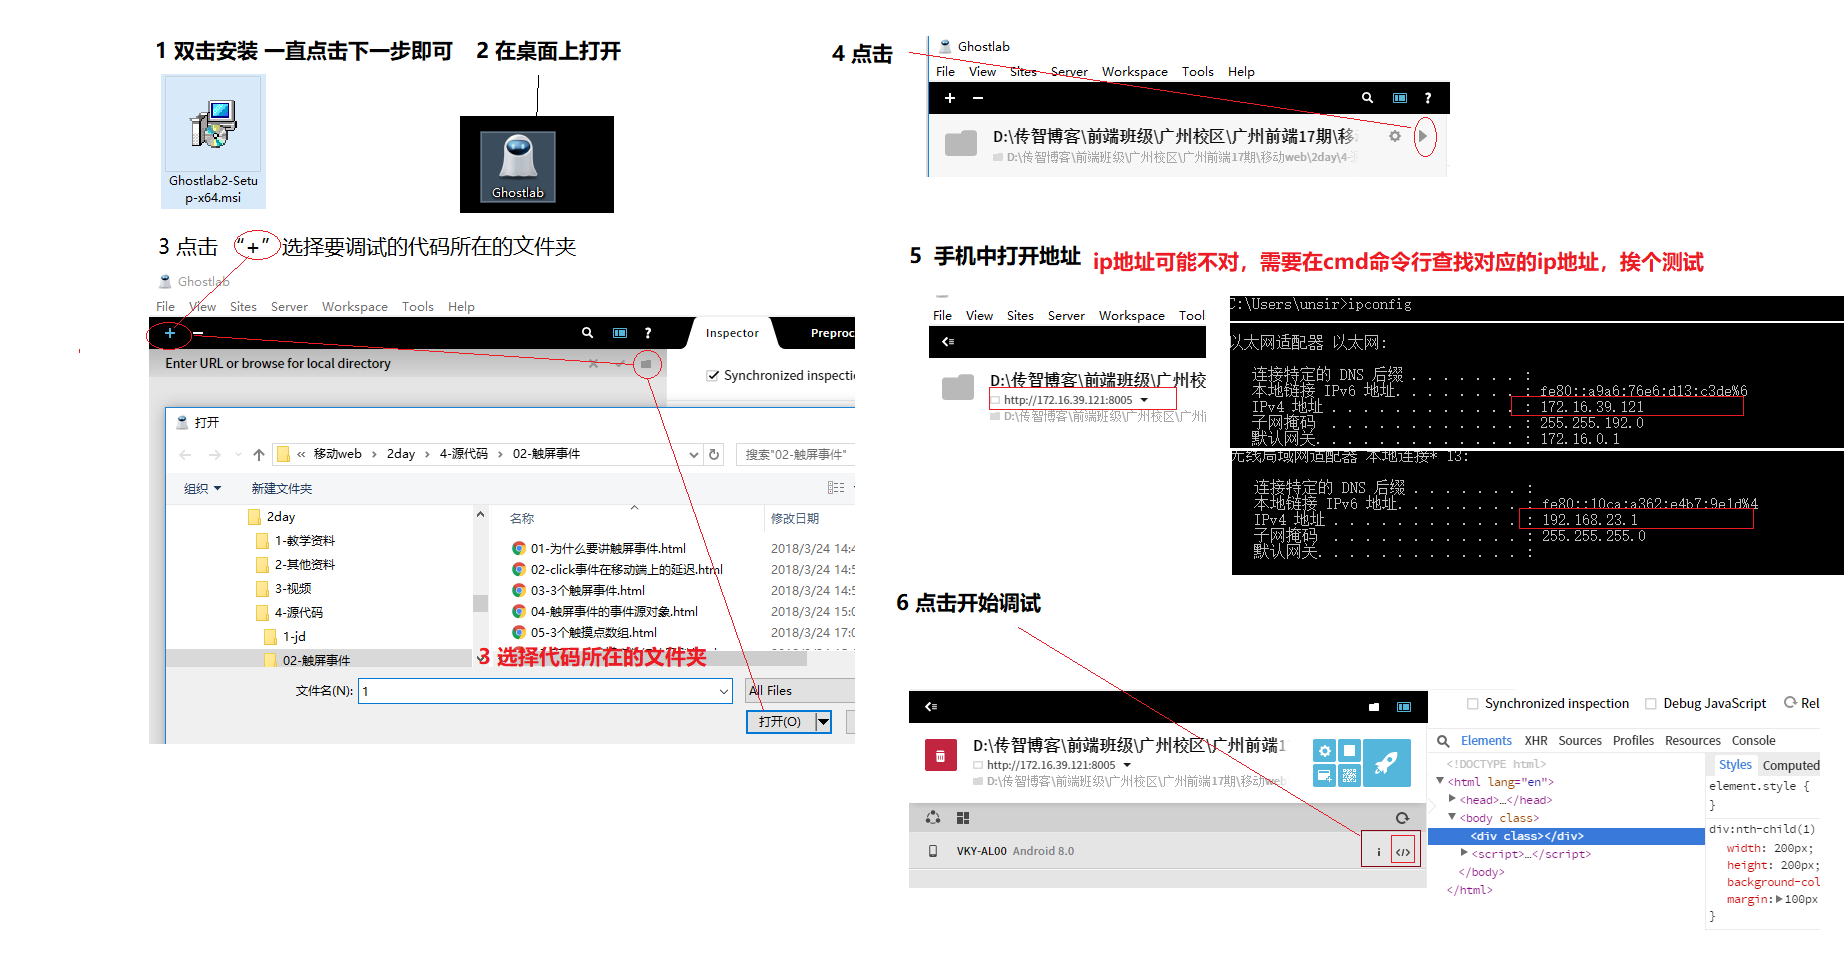 1 双击安装 一直点击下一步即可
2 在桌面上打开
Ghostlab2-Setu
p-x64.msi
Ghostlab
3 点击 “+” 选择要调试的代码所在的文件夹
Ghostlab
File View Sites Server Workspace Tools Help
Inspector Preproc
Enter URL or browse for local directory
Synchronized inspectio
打开
« 移动web › 2day › 4-源代码 › 02-触屏事件
搜索"02-触屏事件"
组织 新建文件夹
名称 修改日期
2day
1-教学资料
2-其他资料
3-视频
4-源代码
1-jd
02-触屏事件
01-为什么要讲触屏事件.html 2018/3/24 14:4
02-click事件在移动端上的延迟.html 2018/3/24 14:5
03-3个触屏事件.html 2018/3/24 14:5
04-触屏事件的事件源对象.html 2018/3/24 15:0
05-3个触摸点数组.html 2018/3/24 17:0
3 选择代码所在的文件夹
文件名(N): 1 All Files
打开(O)
4 点击
Ghostlab
File View Sites Server Workspace Tools Help
D:\传智博客\前端班级\广州校区\广州前端17期\移
D:\传智博客\前端班级\广州校区\广州前端17期\移动web\2day\4-
5 手机中打开地址
ip地址可能不对，需要在cmd命令行查找对应的ip地址，挨个测试
File View Sites Server Workspace Tool
D:\传智博客\前端班级\广州校
http://172.16.39.121:8005
D:\传智博客\前端班级\广州校区\广州
C:\Users\unsir>ipconfig
以太网适配器 以太网:
连接特定的 DNS 后缀 . . . . . . . :
本地链接 IPv6 地址. . . . . . . . : fe80::a9a6:76e6:d13:c3de%6
IPv4 地址 . . . . . . . . . . . . : 172.16.39.121
子网掩码 . . . . . . . . . . . . : 255.255.192.0
默认网关. . . . . . . . . . . . . : 172.16.0.1
无线局域网适配器 本地连接* 13:
连接特定的 DNS 后缀 . . . . . . . :
本地链接 IPv6 地址. . . . . . . . : fe80::10ca:a362:e4b7:9e1d%4
IPv4 地址 . . . . . . . . . . . . : 192.168.23.1
子网掩码 . . . . . . . . . . . . : 255.255.255.0
默认网关. . . . . . . . . . . . . :
6 点击开始调试
D:\传智博客\前端班级\广州校区\广州前端1
http://172.16.39.121:8005
D:\传智博客\前端班级\广州校区\广州前端17期\移动web
VKY-AL00 Android 8.0
Synchronized inspection Debug JavaScript Rel
Elements XHR Sources Profiles Resources Console
<!DOCTYPE html>
<html lang="en">
<head>…</head>
<body class>
<div class></div>
<script>…</script>
</body>
</html>
Styles Computed
element.style {
}
div:nth-child(1)
width: 200px;
height: 200px;
background-col
margin: 100px
}